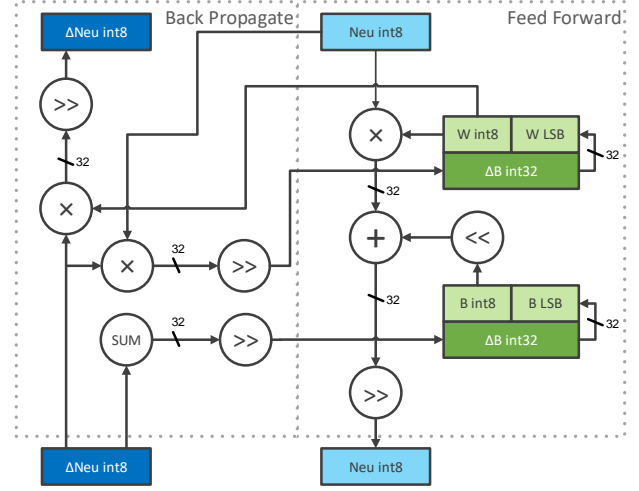 Back Propagate
Feed Forward
ΔNeu int8
Neu int8
>>
32
×
W int8
W LSB
ΔB int32
32
32
×
+
<<
×
32
>>
32
B int8
B LSB
ΔB int32
32
SUM
32
>>
>>
ΔNeu int8
Neu int8